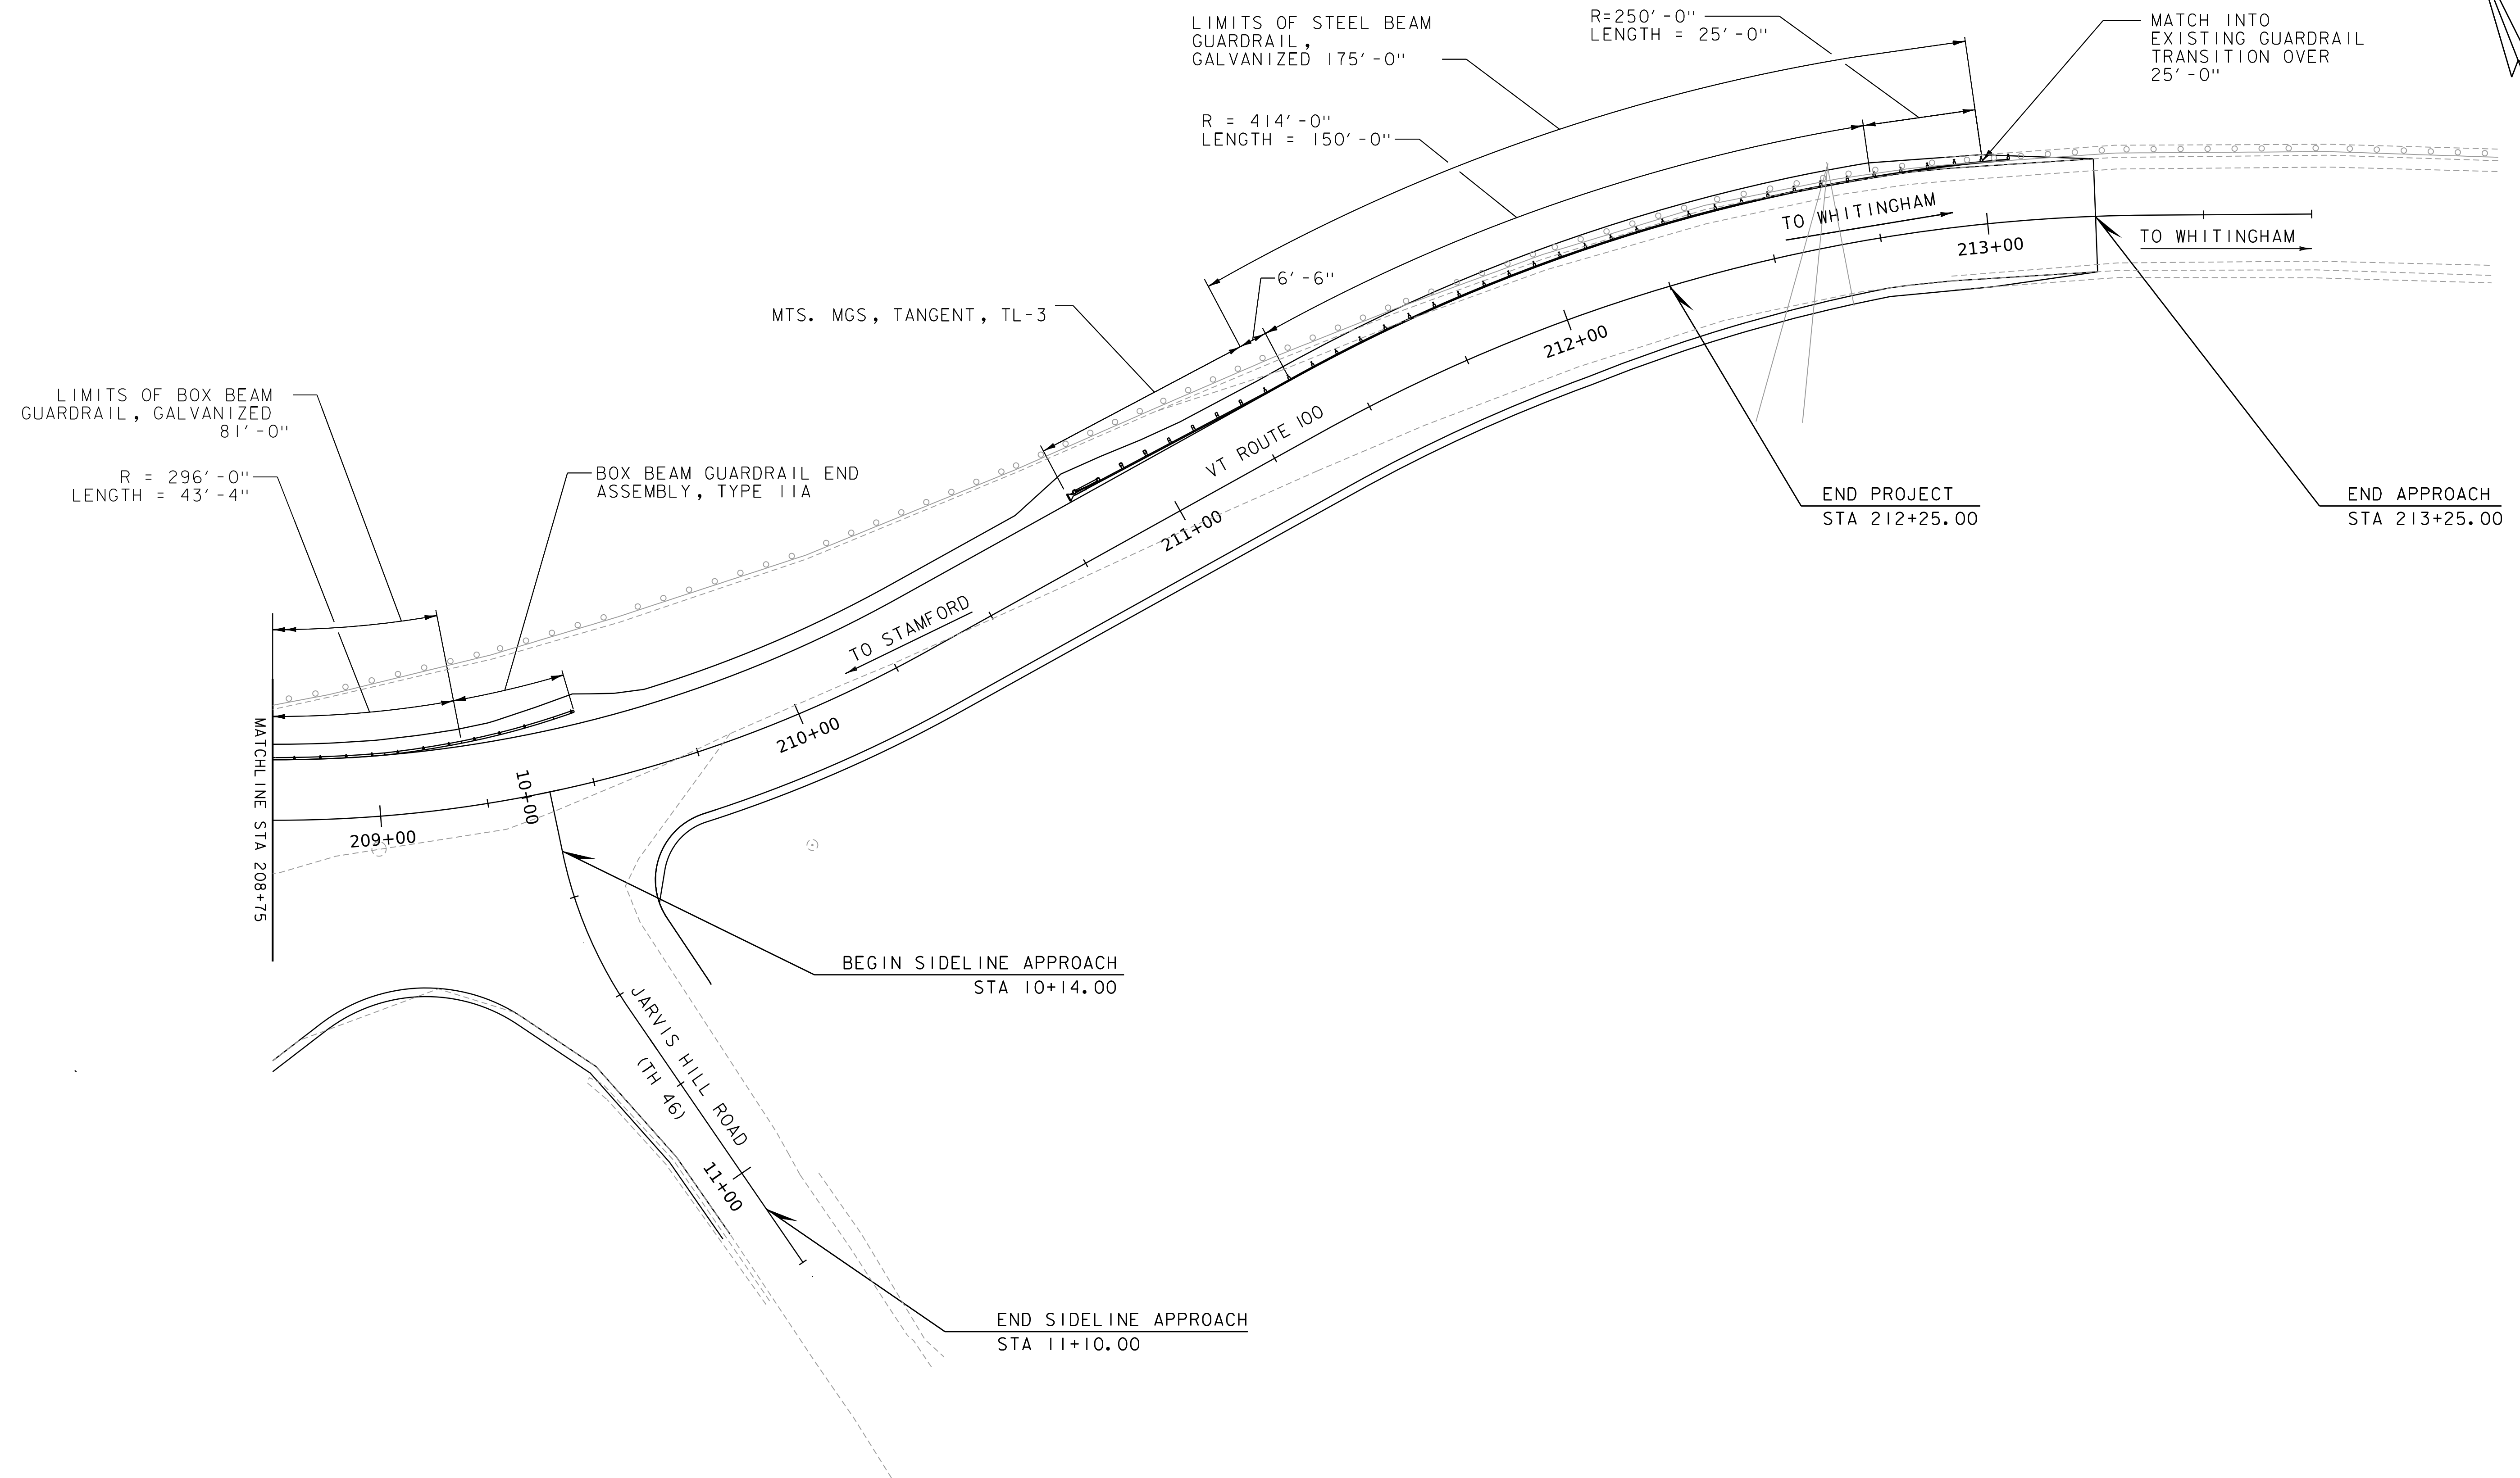 LIMITS OF STEEL BEAM
GUARDRAIL,
GALVANIZED 175'-0"
R=250'-0"
LENGTH = 25'-0"
MATCH INTO
EXISTING GUARDRAIL
TRANSITION OVER
25'-0"
R = 414'-0"
LENGTH = 150'-0"
TO WHITINGHAM
213+00
TO WHITINGHAM
6'-6"
MTS. MGS, TANGENT, TL-3
212+00
LIMITS OF BOX BEAM
GUARDRAIL, GALVANIZED
81'-0"
VT ROUTE 100
R = 296'-0"
LENGTH = 43'-4"
BOX BEAM GUARDRAIL END
ASSEMBLY, TYPE IIA
211+00
END PROJECT
STA 212+25.00
END APPROACH
STA 213+25.00
TO STAMFORD
210+00
MATCHLINE STA 208+75
10+00
209+00
BEGIN SIDELINE APPROACH
STA 10+14.00
JARVIS HILL ROAD
(TH 46)
11+00
END SIDELINE APPROACH
STA 11+10.00